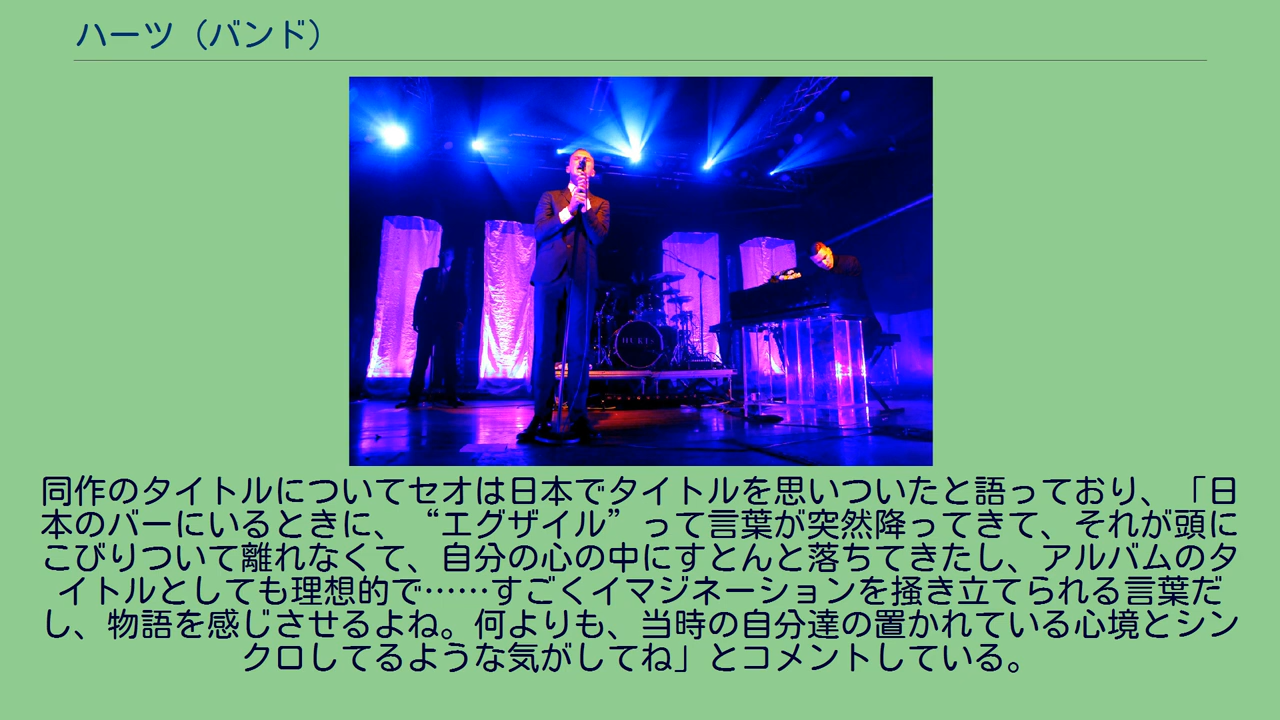 ハーツ（バンド）
HURTS
同作のタイトルについてセオは日本でタイトルを思いついたと語っており、「日
本のバーにいるときに、“エグザイル”って言葉が突然降ってきて、それが頭に
こびりついて離れなくて、自分の心の中にすとんと落ちてきたし、アルバムのタ
イトルとしても理想的で……すごくイマジネーションを掻き立てられる言葉だ
し、物語を感じさせるよね。何よりも、当時の自分達の置かれている心境とシン
クロしてるような気がしてね」とコメントしている。